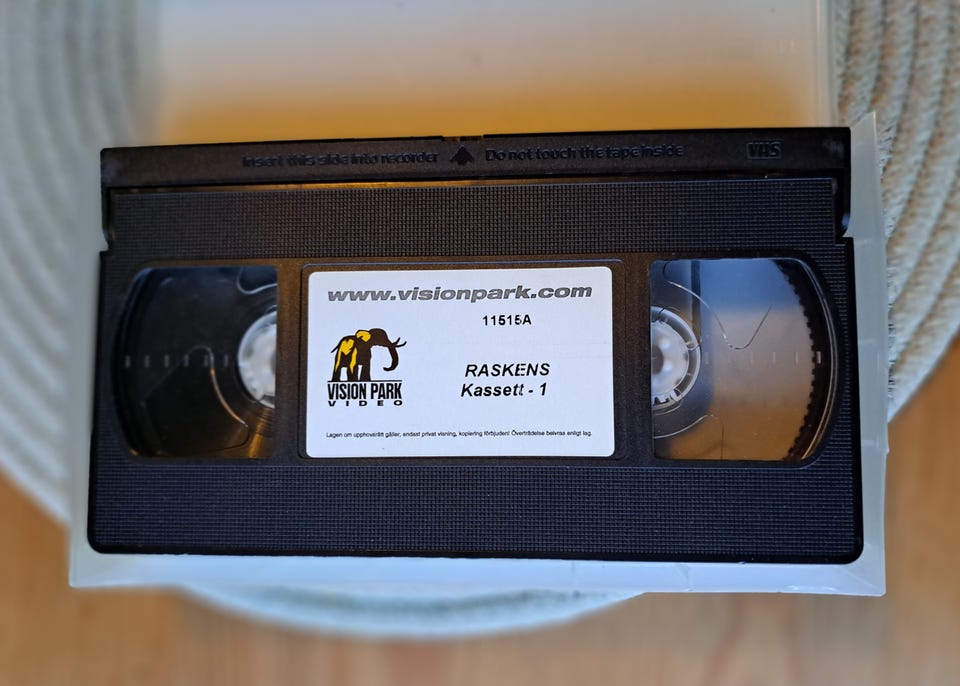 Insert this side into recorder Do not touch the tape inside VHS
www.visionpark.com
11515A
RASKENS
Kassett - 1
VISION PARK
VIDEO
Lagen om upphovsrätt gäller, endast privat visning, kopiering förbjuden! Överträdelse beivras enligt lag.